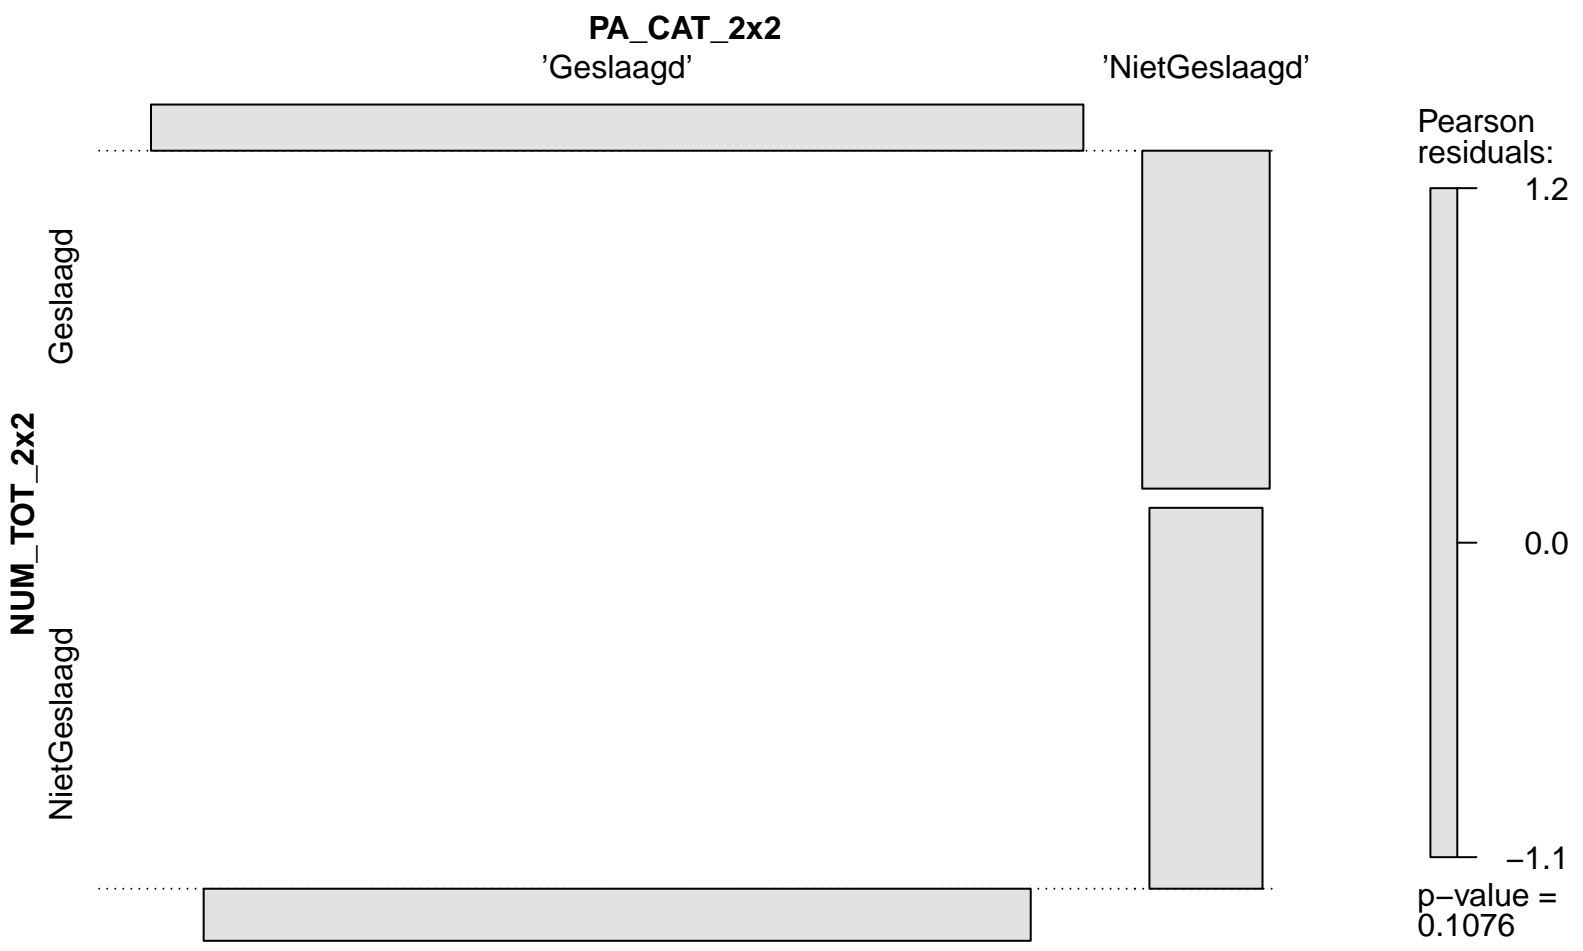 PA_CAT_2x2
’Geslaagd’ ’NietGeslaagd’
NUM_TOT_2x2
Geslaagd
NietGeslaagd
Pearson
residuals:
1.2
0.0
−1.1
p−value =
0.1076